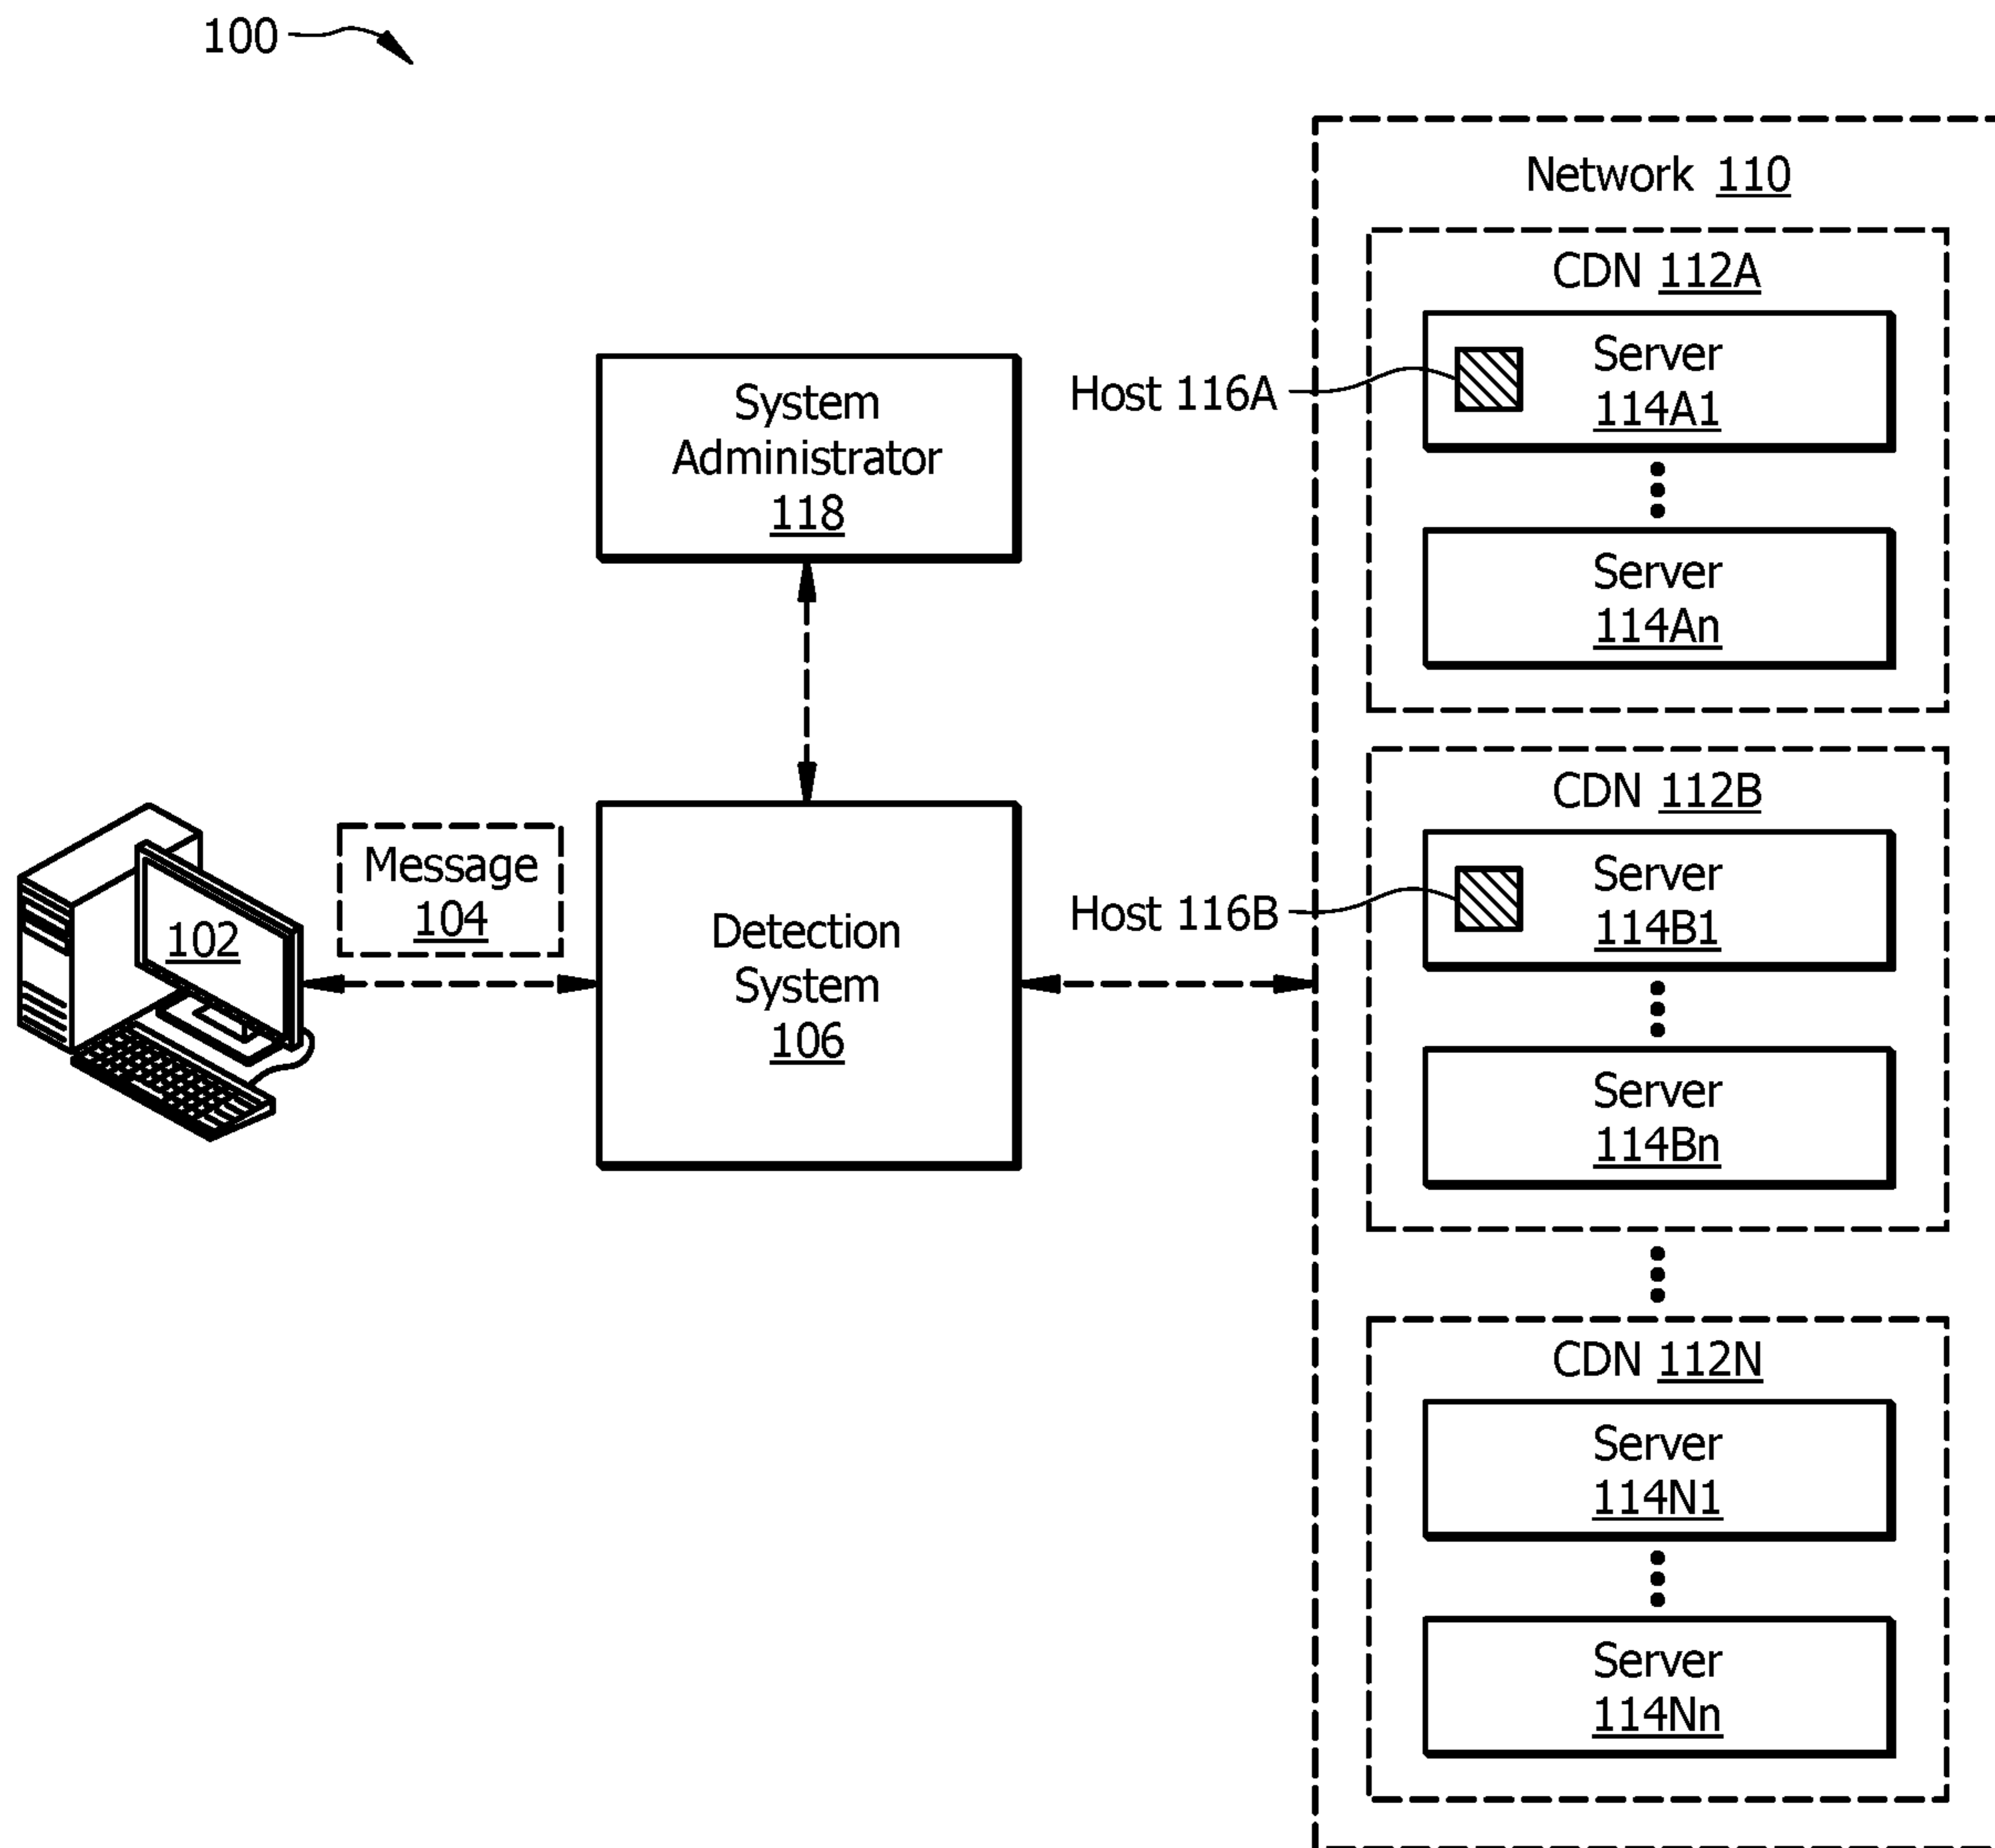 100
Network 110
CDN 112A
Server
114A1
Host 116A
Server
114An
System
Administrator
118
CDN 112B
Server
114B1
Host 116B
Server
114Bn
Message
104
102
Detection
System
106
CDN 112N
Server
114N1
Server
114Nn